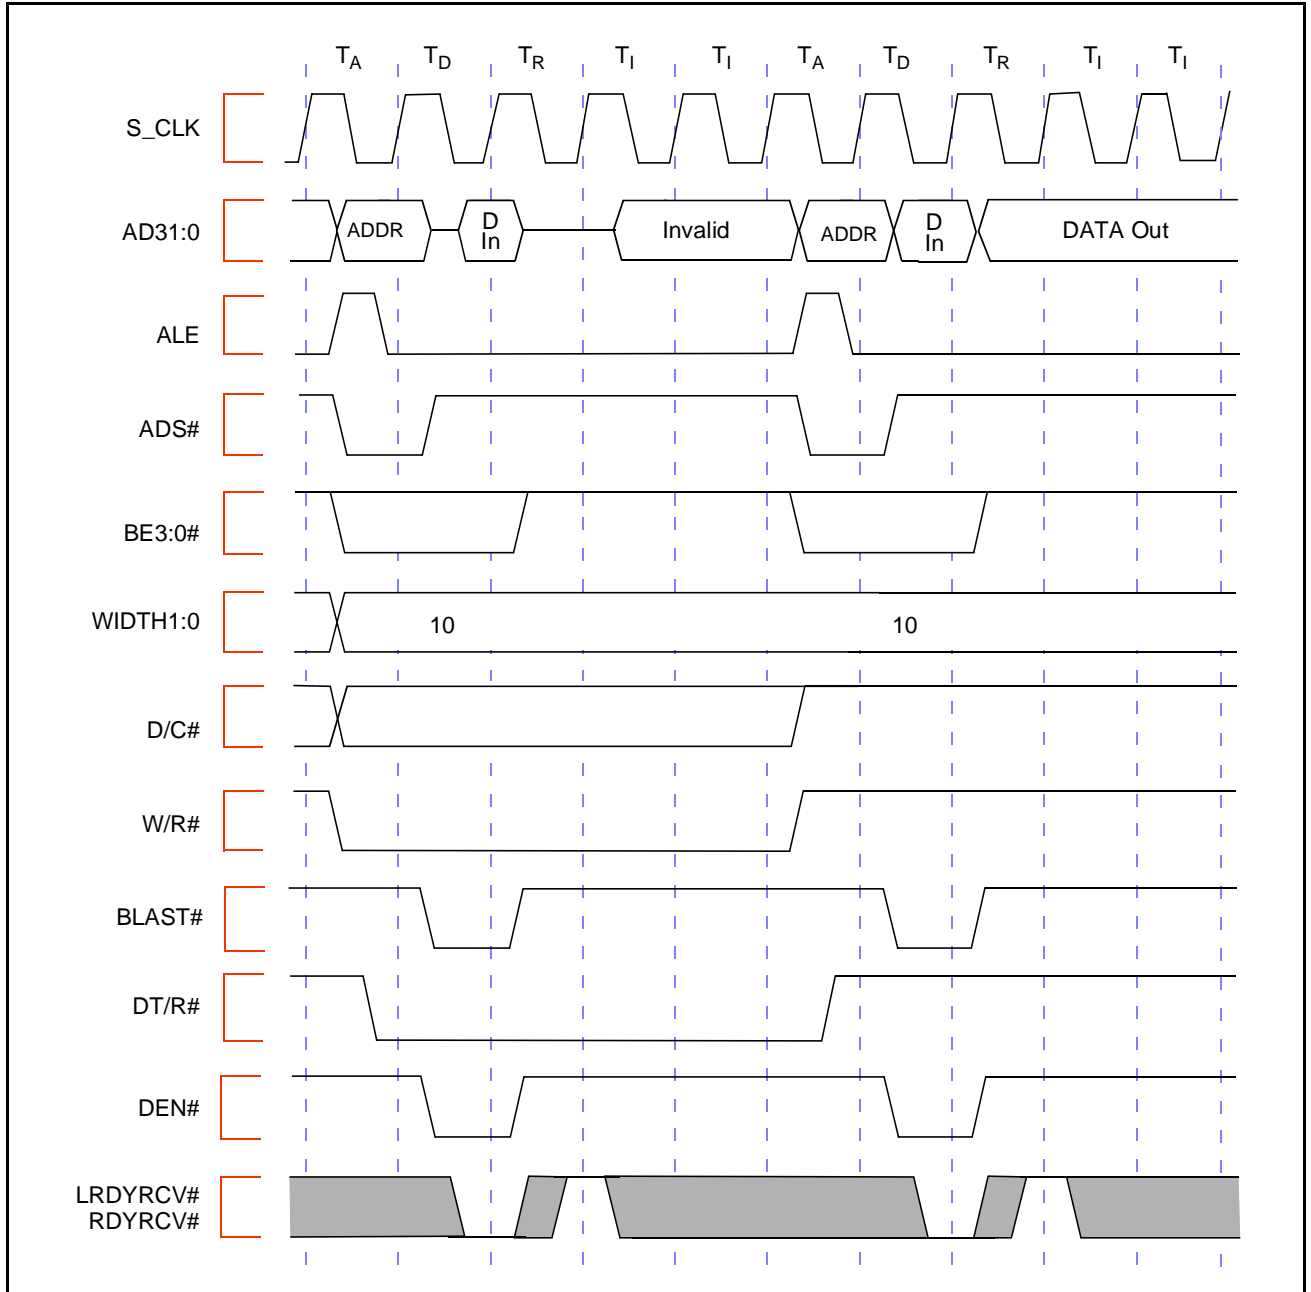 TA TD TR TI TI TA TD TR TI TI
S_CLK
AD31:0 ADDR D In Invalid ADDR D In DATA Out
ALE
ADS#
BE3:0#
WIDTH1:0 10 10
D/C#
W/R#
BLAST#
DT/R#
DEN#
LRDYRCV#
RDYRCV#